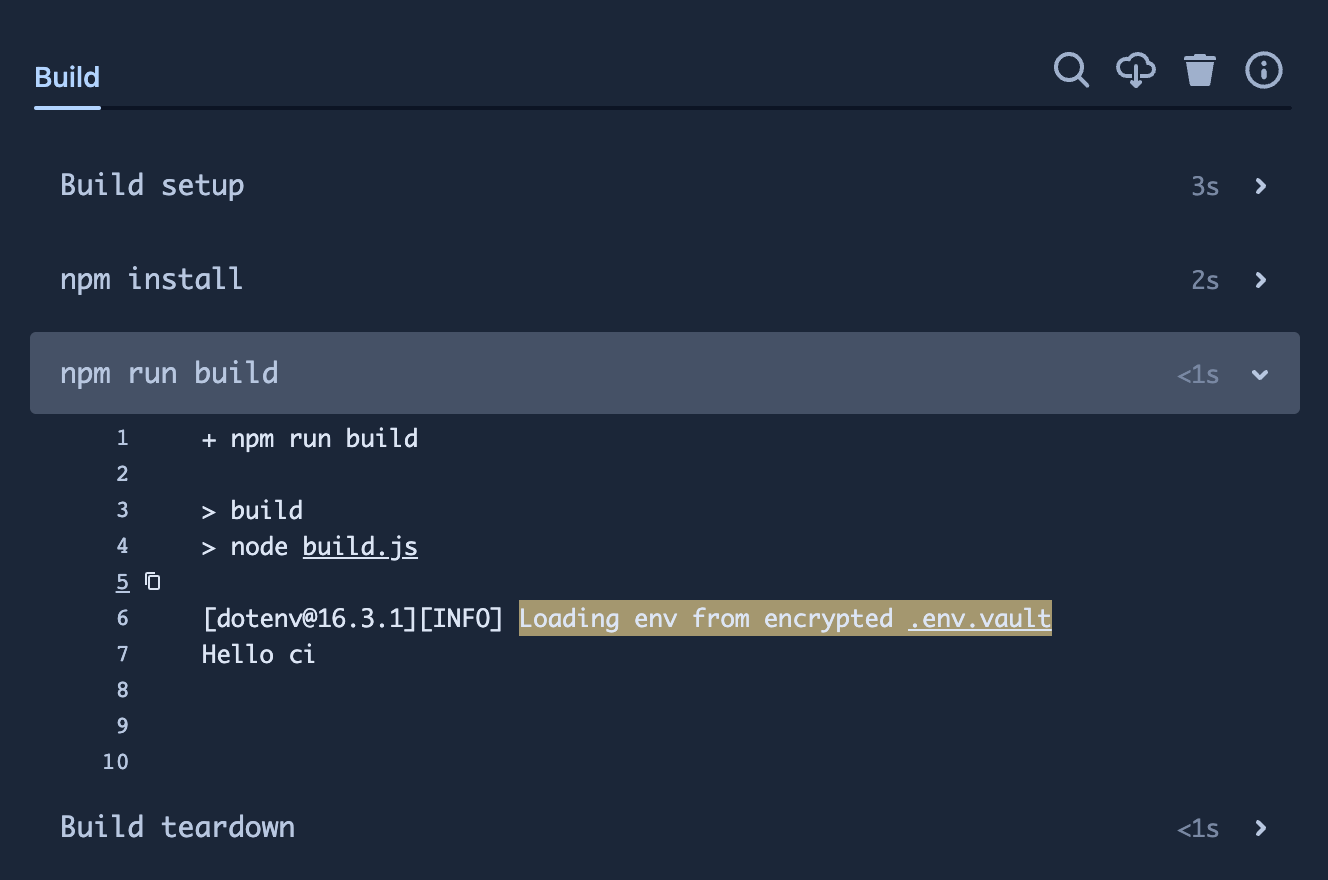 Build
Build setup 3s
npm install 2s
npm run build <1s
1 + npm run build
2
3 > build
4 > node build.js
5
6 [dotenv@16.3.1][INFO] Loading env from encrypted .env.vault
7 Hello ci
8
9
10
Build teardown <1s